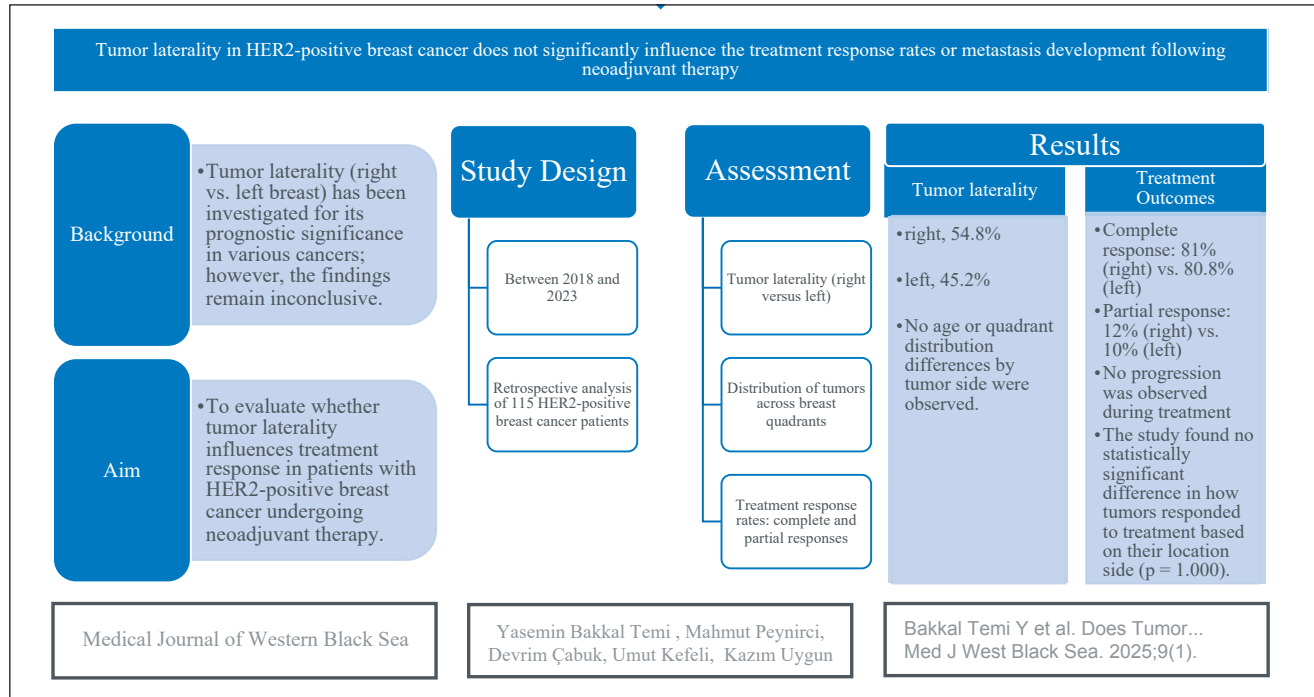 Tumor laterality in HER2-positive breast cancer does not significantly influence the treatment response rates or metastasis development following
neoadjuvant therapy
Background
•Tumor laterality (right
vs. left breast) has been
investigated for its
prognostic significance
in various cancers;
however, the findings
remain inconclusive.
Aim
•To evaluate whether
tumor laterality
influences treatment
response in patients with
HER2-positive breast
cancer undergoing
neoadjuvant therapy.
Study Design
Between 2018 and
2023
Retrospective analysis
of 115 HER2-positive
breast cancer patients
Assessment
Tumor laterality (right
versus left)
Distribution of tumors
across breast
quadrants
Treatment response
rates: complete and
partial responses
Results
Tumor laterality
•right, 54.8%
•left, 45.2%
•No age or quadrant
distribution
differences by
tumor side were
observed.
Treatment
Outcomes
•Complete
response: 81%
(right) vs. 80.8%
(left)
•Partial response:
12% (right) vs.
10% (left)
•No progression
was observed
during treatment
•The study found no
statistically
significant
difference in how
tumors responded
to treatment based
on their location
side (p = 1.000).
Medical Journal of Western Black Sea
Yasemin Bakkal Temi , Mahmut Peynirci,
Devrim Çabuk, Umut Kefeli, Kazım Uygun
Bakkal Temi Y et al. Does Tumor...
Med J West Black Sea. 2025;9(1).